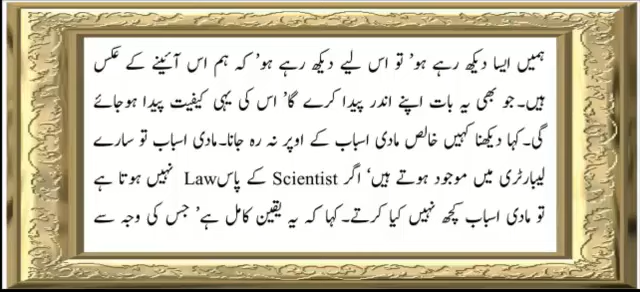 ہمیں ایسا دیکھ رہے ہو’ تو اس لیے دیکھ رہے ہو’ کہ ہم اس آئینے کے عکس
ہیں۔جو بھی یہ بات اپنے اندر پیدا کرے گا’ اس کی یہی کیفیت پیدا ہوجائے
گی۔کہا دیکھنا کہیں خالص مادی اسباب کے اوپر نہ رہ جانا۔مادی اسباب تو سارے
لیبارٹری میں موجود ہوتے ہیں‘ اگر Scientist کے پاس Law نہیں ہوتا ہے
تو مادی اسباب کچھ نہیں کیا کرتے۔کہا کہ یہ یقین کامل ہے’ جس کی وجہ سے